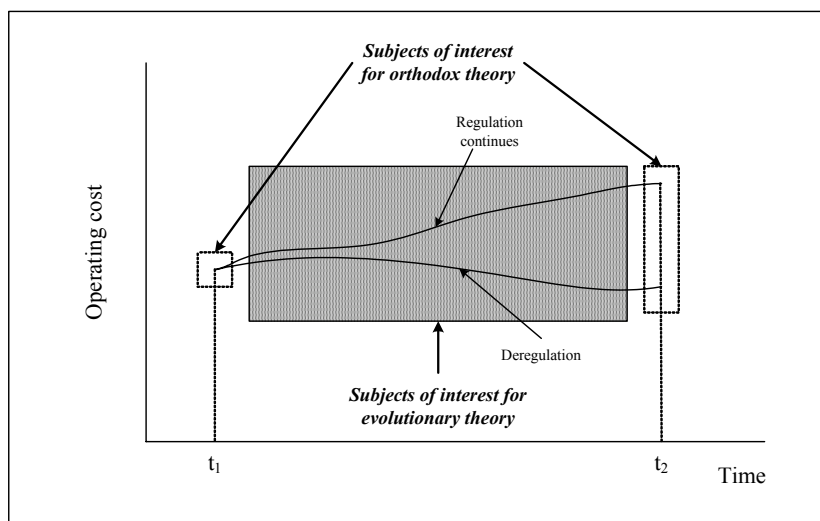 Subjects of interest
for orthodox theory
Regulation
continues
Operating cost
Deregulation
Subjects of interest for
evolutionary theory
t₁
t₂
Time